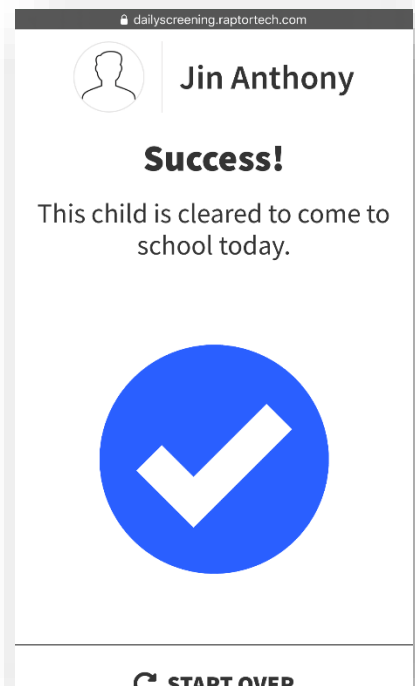 dailyscreening.raptortech.com
Jin Anthony
Success!
This child is cleared to come to
school today.
START OVER